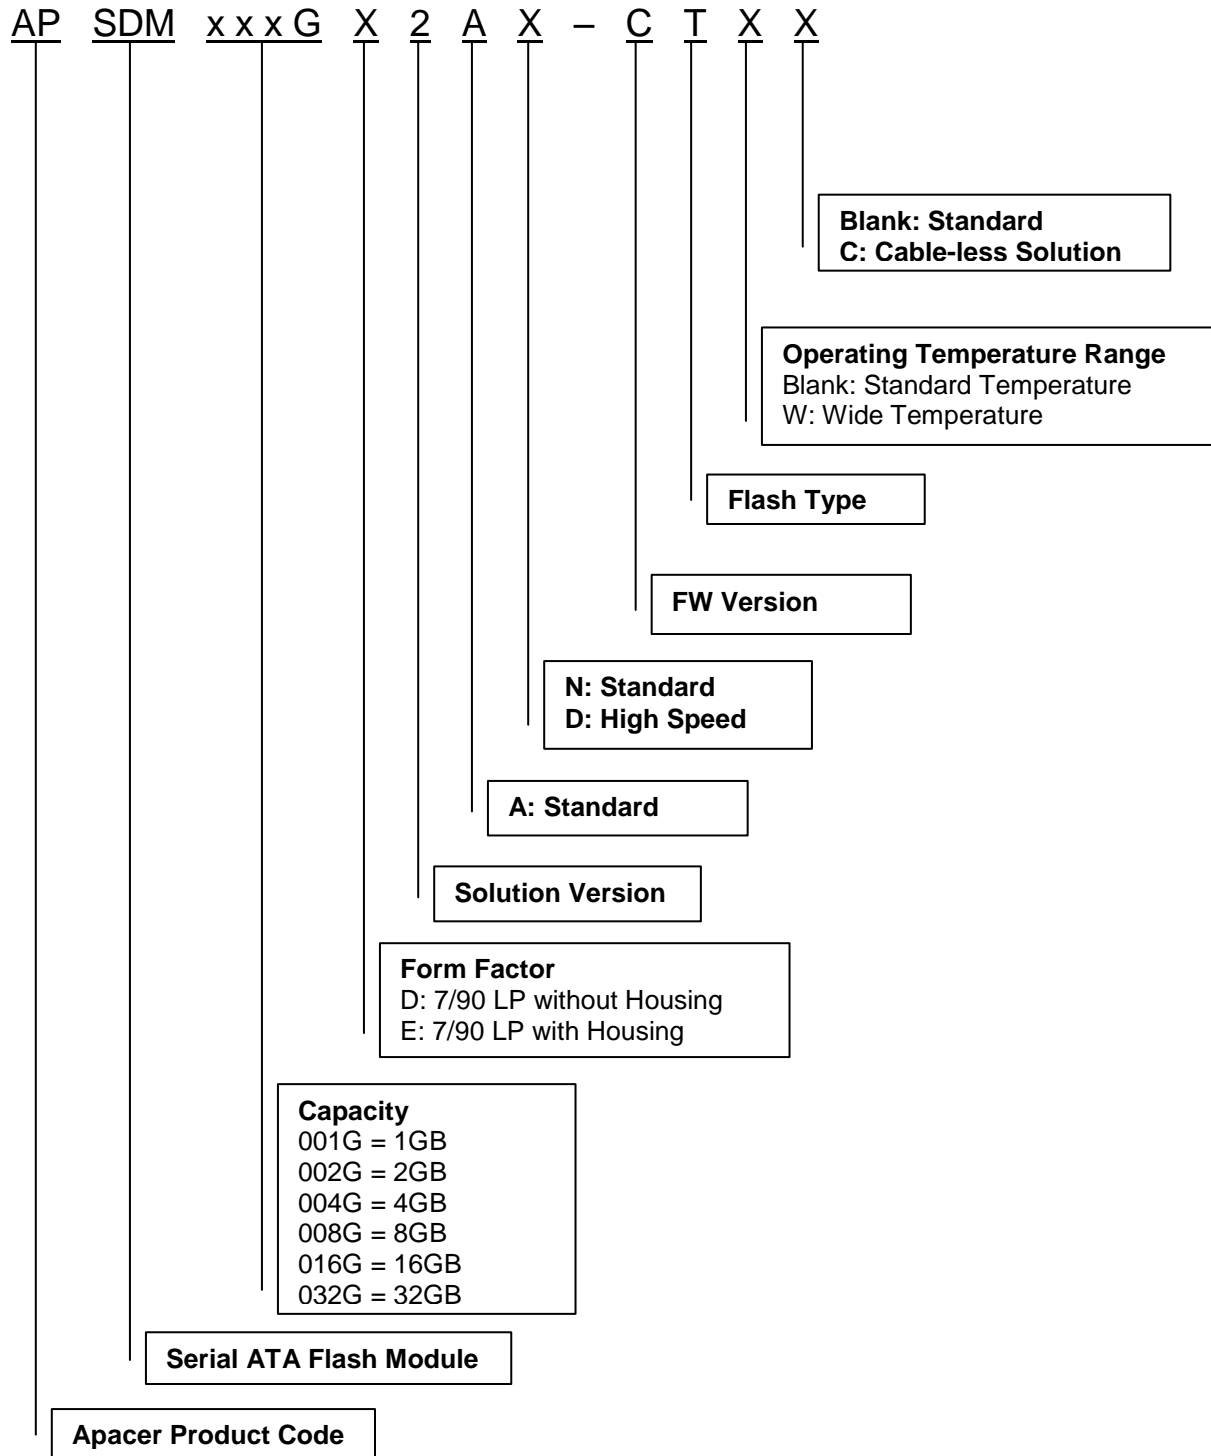 AP SDM x x x G X 2 A X – C T X X
Blank: Standard
C: Cable-less Solution
Operating Temperature Range
Blank: Standard Temperature
W: Wide Temperature
Flash Type
FW Version
N: Standard
D: High Speed
A: Standard
Solution Version
Form Factor
D: 7/90 LP without Housing
E: 7/90 LP with Housing
Capacity
001G = 1GB
002G = 2GB
004G = 4GB
008G = 8GB
016G = 16GB
032G = 32GB
Serial ATA Flash Module
Apacer Product Code